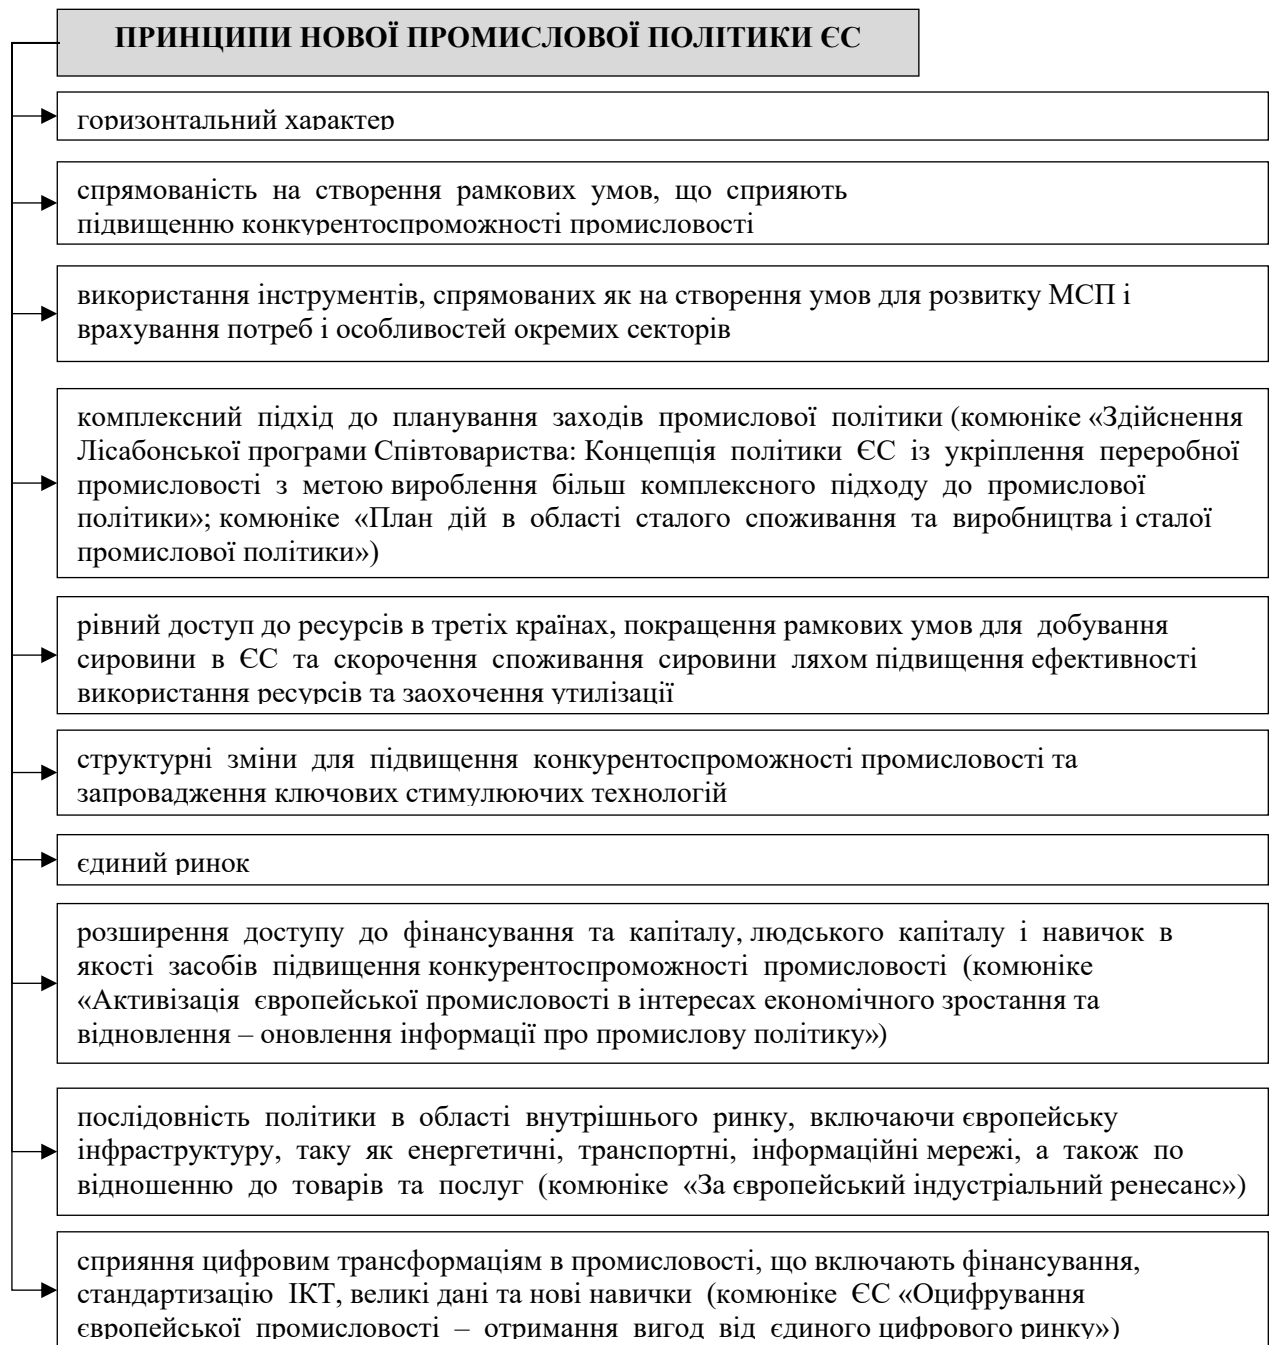 ПРИНЦИПИ НОВОЇ ПРОМИСЛОВОЇ ПОЛІТИКИ ЄС
горизонтальний характер
спрямованість на створення рамкових умов, що сприяють
підвищенню конкурентоспроможності промисловості
використання інструментів, спрямованих як на створення умов для розвитку МСП і
врахування потреб і особливостей окремих секторів
комплексний підхід до планування заходів промислової політики (комюніке «Здійснення
Лісабонської програми Співтовариства: Концепція політики ЄС із укріплення переробної
промисловості з метою вироблення більш комплексного підходу до промислової
політики»; комюніке «План дій в області сталого споживання та виробництва і сталої
промислової політики»)
рівний доступ до ресурсів в третіх країнах, покращення рамкових умов для добування
сировини в ЄС та скорочення споживання сировини ляхом підвищення ефективності
використання ресурсів та заохочення утилізації
структурні зміни для підвищення конкурентоспроможності промисловості та
запровадження ключових стимулюючих технологій
єдиний ринок
розширення доступу до фінансування та капіталу, людського капіталу і навичок в
якості засобів підвищення конкурентоспроможності промисловості (комюніке
«Активізація європейської промисловості в інтересах економічного зростання та
відновлення – оновлення інформації про промислову політику»)
послідовність політики в області внутрішнього ринку, включаючи європейську
інфраструктуру, таку як енергетичні, транспортні, інформаційні мережі, а також по
відношенню до товарів та послуг (комюніке «За європейський індустріальний ренесанс»)
сприяння цифровим трансформаціям в промисловості, що включають фінансування,
стандартизацію ІКТ, великі дані та нові навички (комюніке ЄС «Оцифрування
європейської промисловості – отримання вигод від єдиного цифрового ринку»)